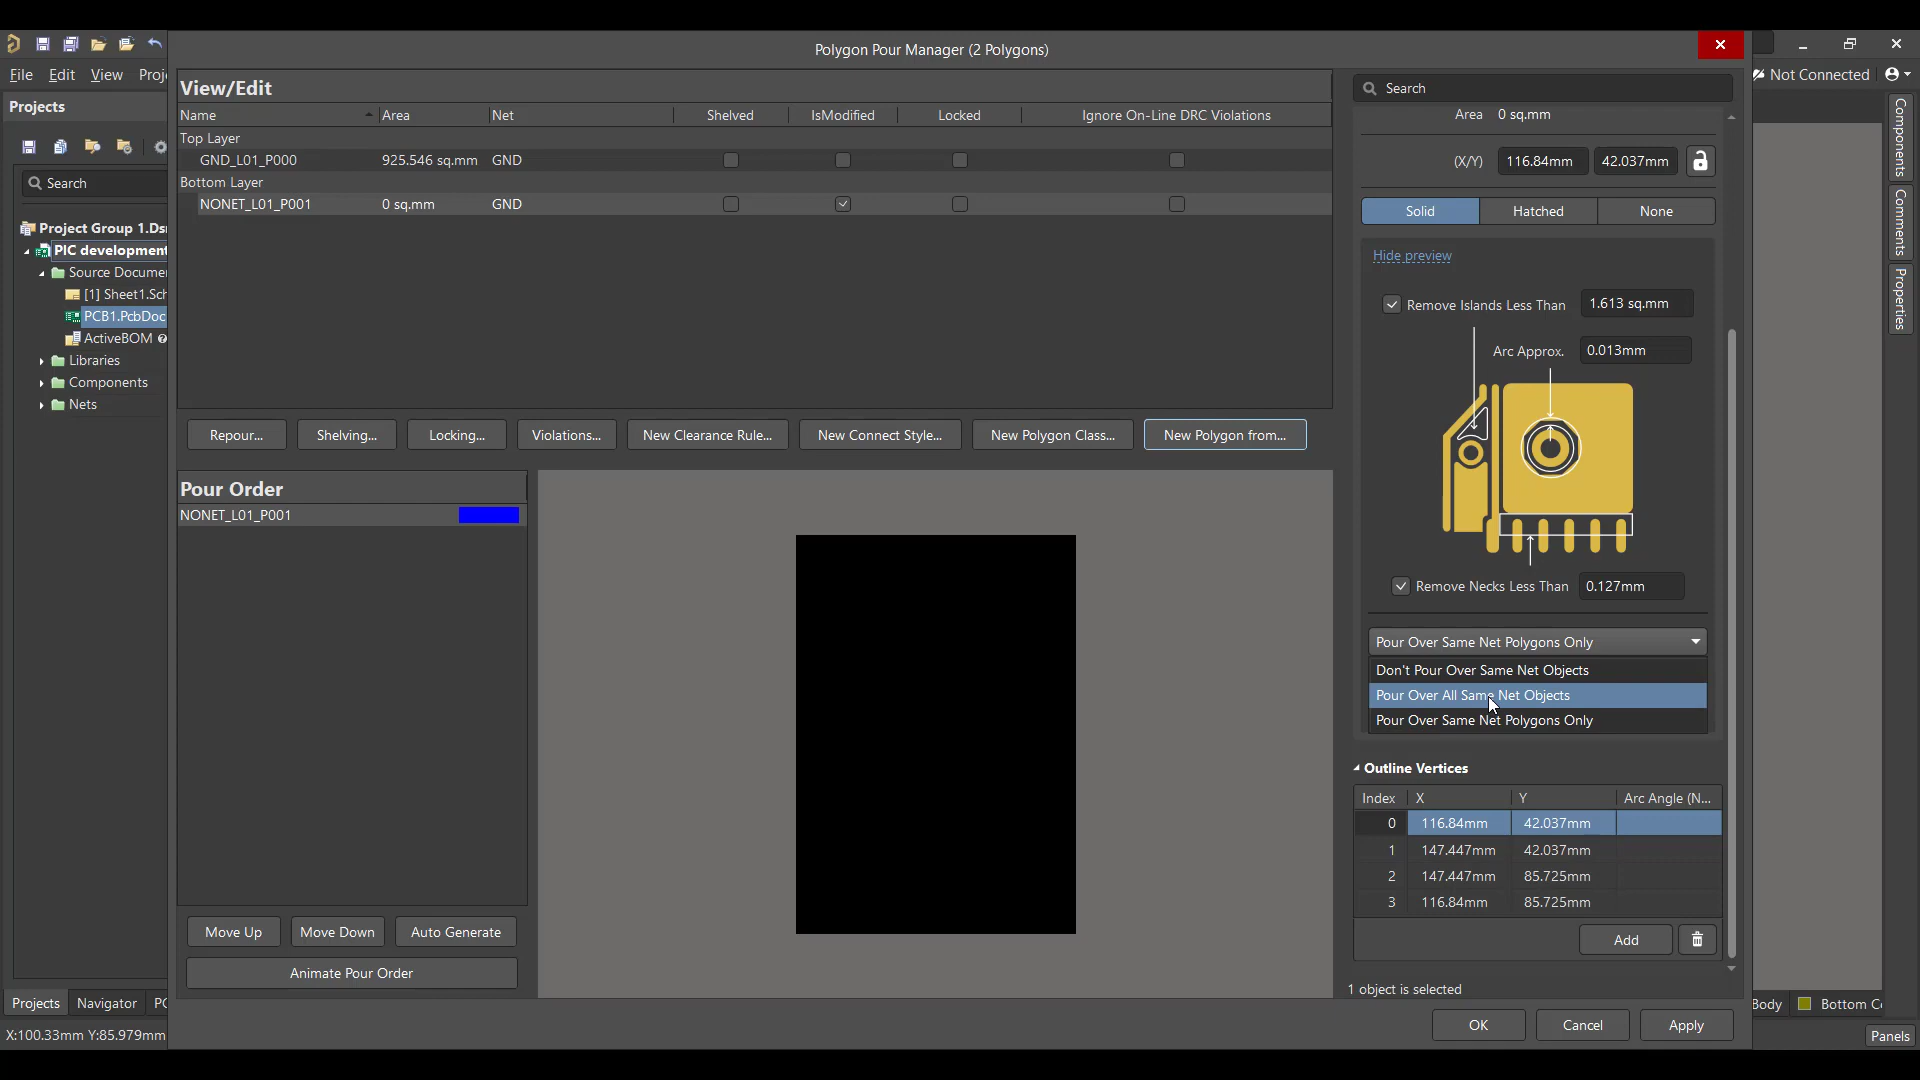 Polygon Pour Manager (2 Polygons)
File Edit View
Not Connected
Projects
Search
Project Group 1.Ds
PIC development
Source Documen
[1] Sheet1.Sch
PCB1.PcbDoc
ActiveBOM
Libraries
Components
Nets
Projects Navigator PC
X:100.33mm Y:85.979mm
View/Edit
Name Area Net Shelved IsModified Locked Ignore On-Line DRC Violations
Top Layer
GND_L01_P000 925.546 sq.mm GND
Bottom Layer
NONET_L01_P001 0 sq.mm GND
Repour... Shelving... Locking... Violations... New Clearance Rule... New Connect Style... New Polygon Class... New Polygon from...
Pour Order
NONET_L01_P001
Move Up Move Down Auto Generate
Animate Pour Order
Search
Area 0 sq.mm
(X/Y) 116.84mm 42.037mm
Solid Hatched None
Hide preview
Remove Islands Less Than 1.613 sq.mm
Arc Approx. 0.013mm
Remove Necks Less Than 0.127mm
Pour Over Same Net Polygons Only
Don't Pour Over Same Net Objects
Pour Over All Same Net Objects
Pour Over Same Net Polygons Only
Outline Vertices
Index X Y Arc Angle (N...
0 116.84mm 42.037mm
1 147.447mm 42.037mm
2 147.447mm 85.725mm
3 116.84mm 85.725mm
Add
1 object is selected
OK Cancel Apply
Components
Comments
Properties
Body Bottom C
Panels